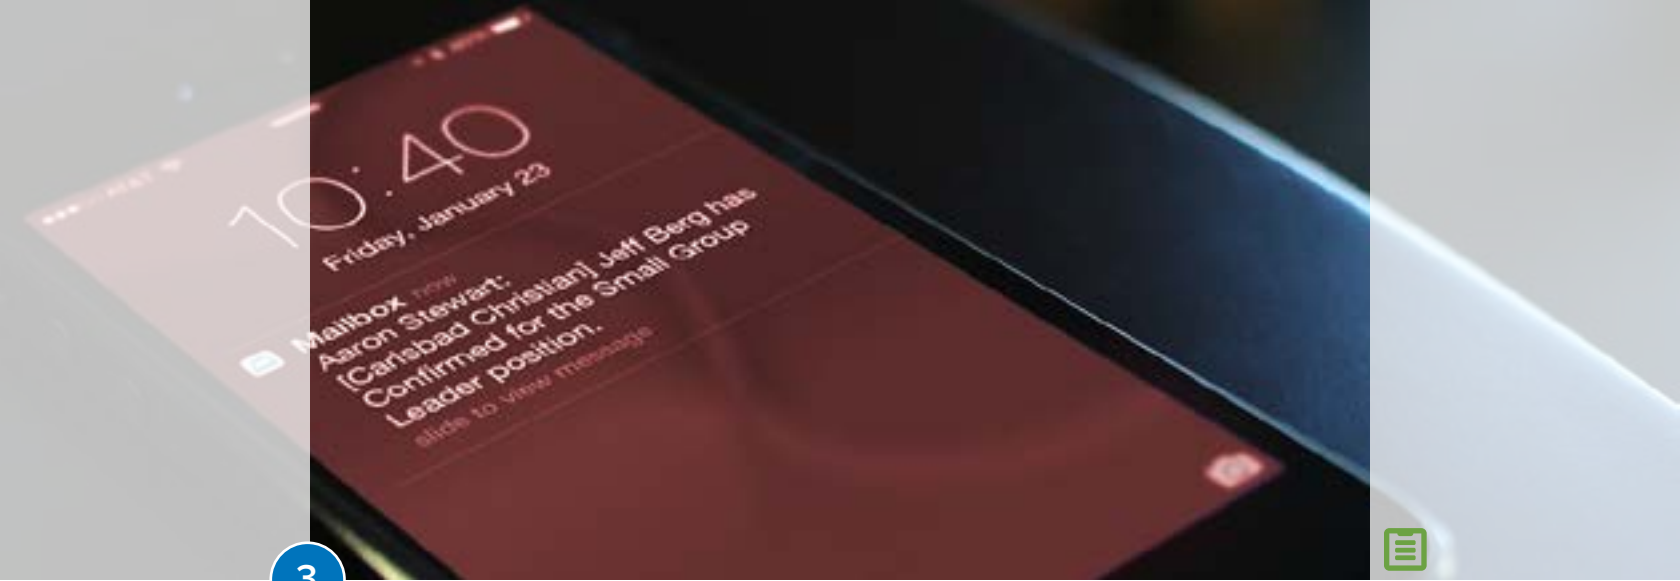 10:40
Friday, January 23
Mailbox now
Aaron Stewart:
[Carlsbad Christian] Jeff Berg has
Confirmed for the Small Group
Leader position.
slide to view message
3